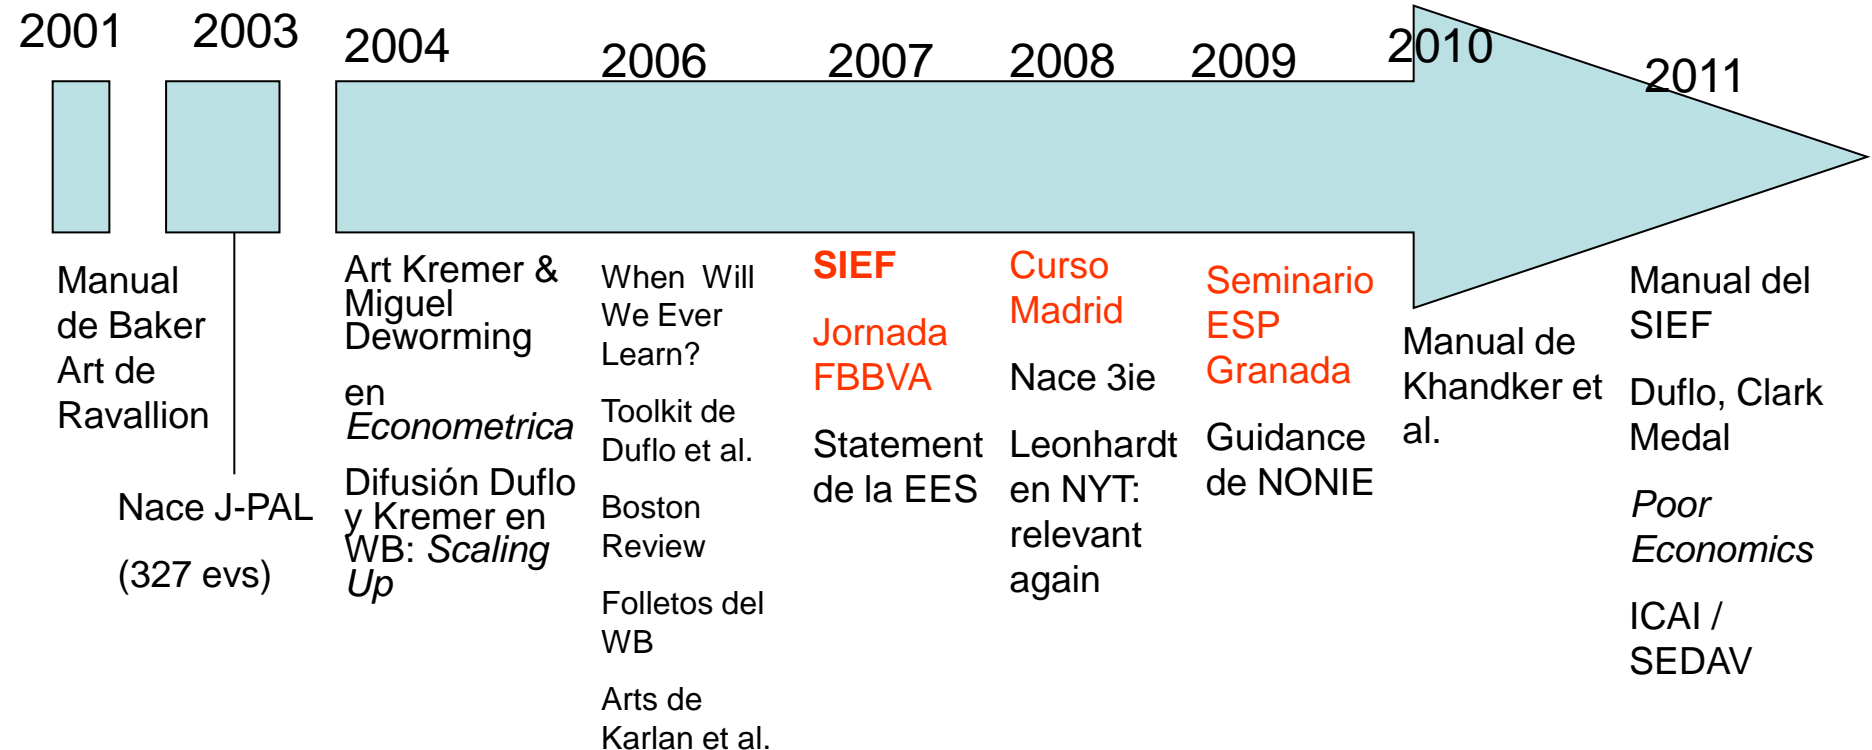 2001
2003
2004
2006
2007
2008
2009
2010
2011
Manual
de Baker
Art de
Ravallion
Nace J-PAL
(327 evs)
Art Kremer &
Miguel
Deworming
en
Econometrica
Difusión Duflo
y Kremer en
WB: Scaling
Up
When Will
We Ever
Learn?
Toolkit de
Duflo et al.
Boston
Review
Folletos del
WB
Arts de
Karlan et al.
SIEF
Jornada
FBBVA
Statement
de la EES
Curso
Madrid
Nace 3ie
Leonhardt
en NYT:
relevant
again
Seminario
ESP
Granada
Guidance
de NONIE
Manual de
Khandker et
al.
Manual del
SIEF
Duflo, Clark
Medal
Poor
Economics
ICAI /
SEDAV